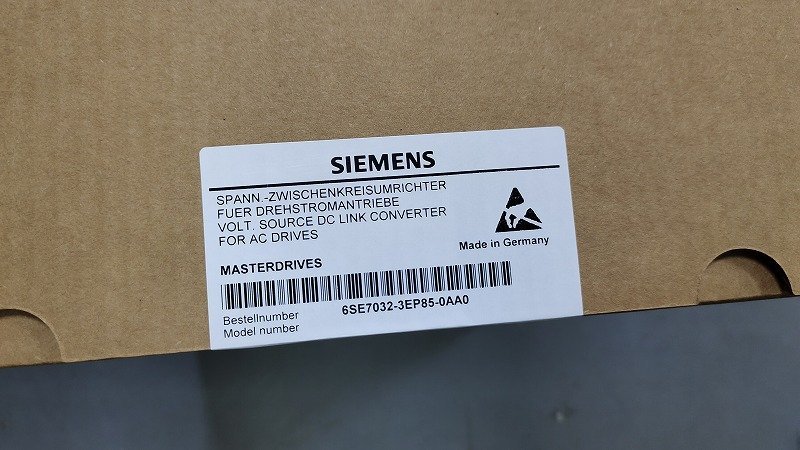 SIEMENS
SPANN.-ZWISCHENKREISUMRICHTER
FUER DREHSTROMANTRIEBE
VOLT. SOURCE DC LINK CONVERTER
FOR AC DRIVES
Made in Germany
MASTERDRIVES
Bestellnumber 6SE7032-3EP85-0AA0
Model number